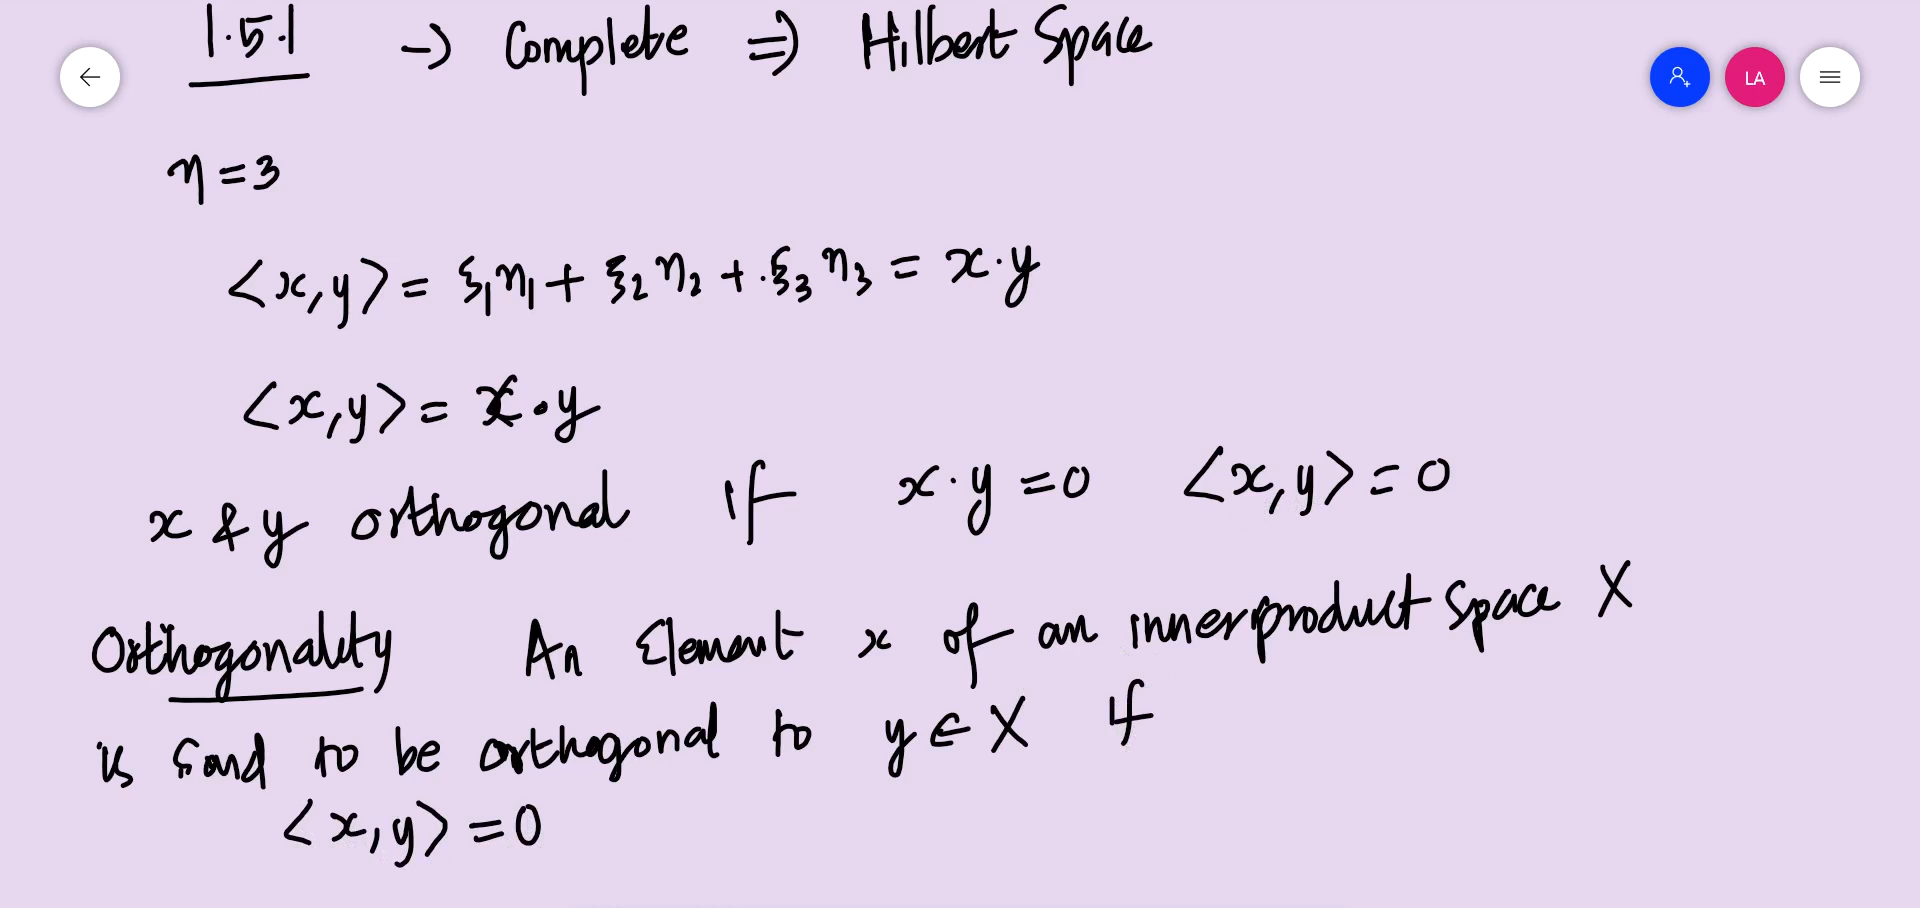 1.5.1 → Complete ⇒ Hilbert Space
LA
n = 3
<x, y> = ξ₁η₁ + ξ₂η₂ + ξ₃η₃ = x · y
<x, y> = x · y
x & y orthogonal if x · y = 0 <x, y> = 0
Orthogonality An Element x of an innerproduct space X
is said to be orthogonal to y ∈ X if
<x, y> = 0